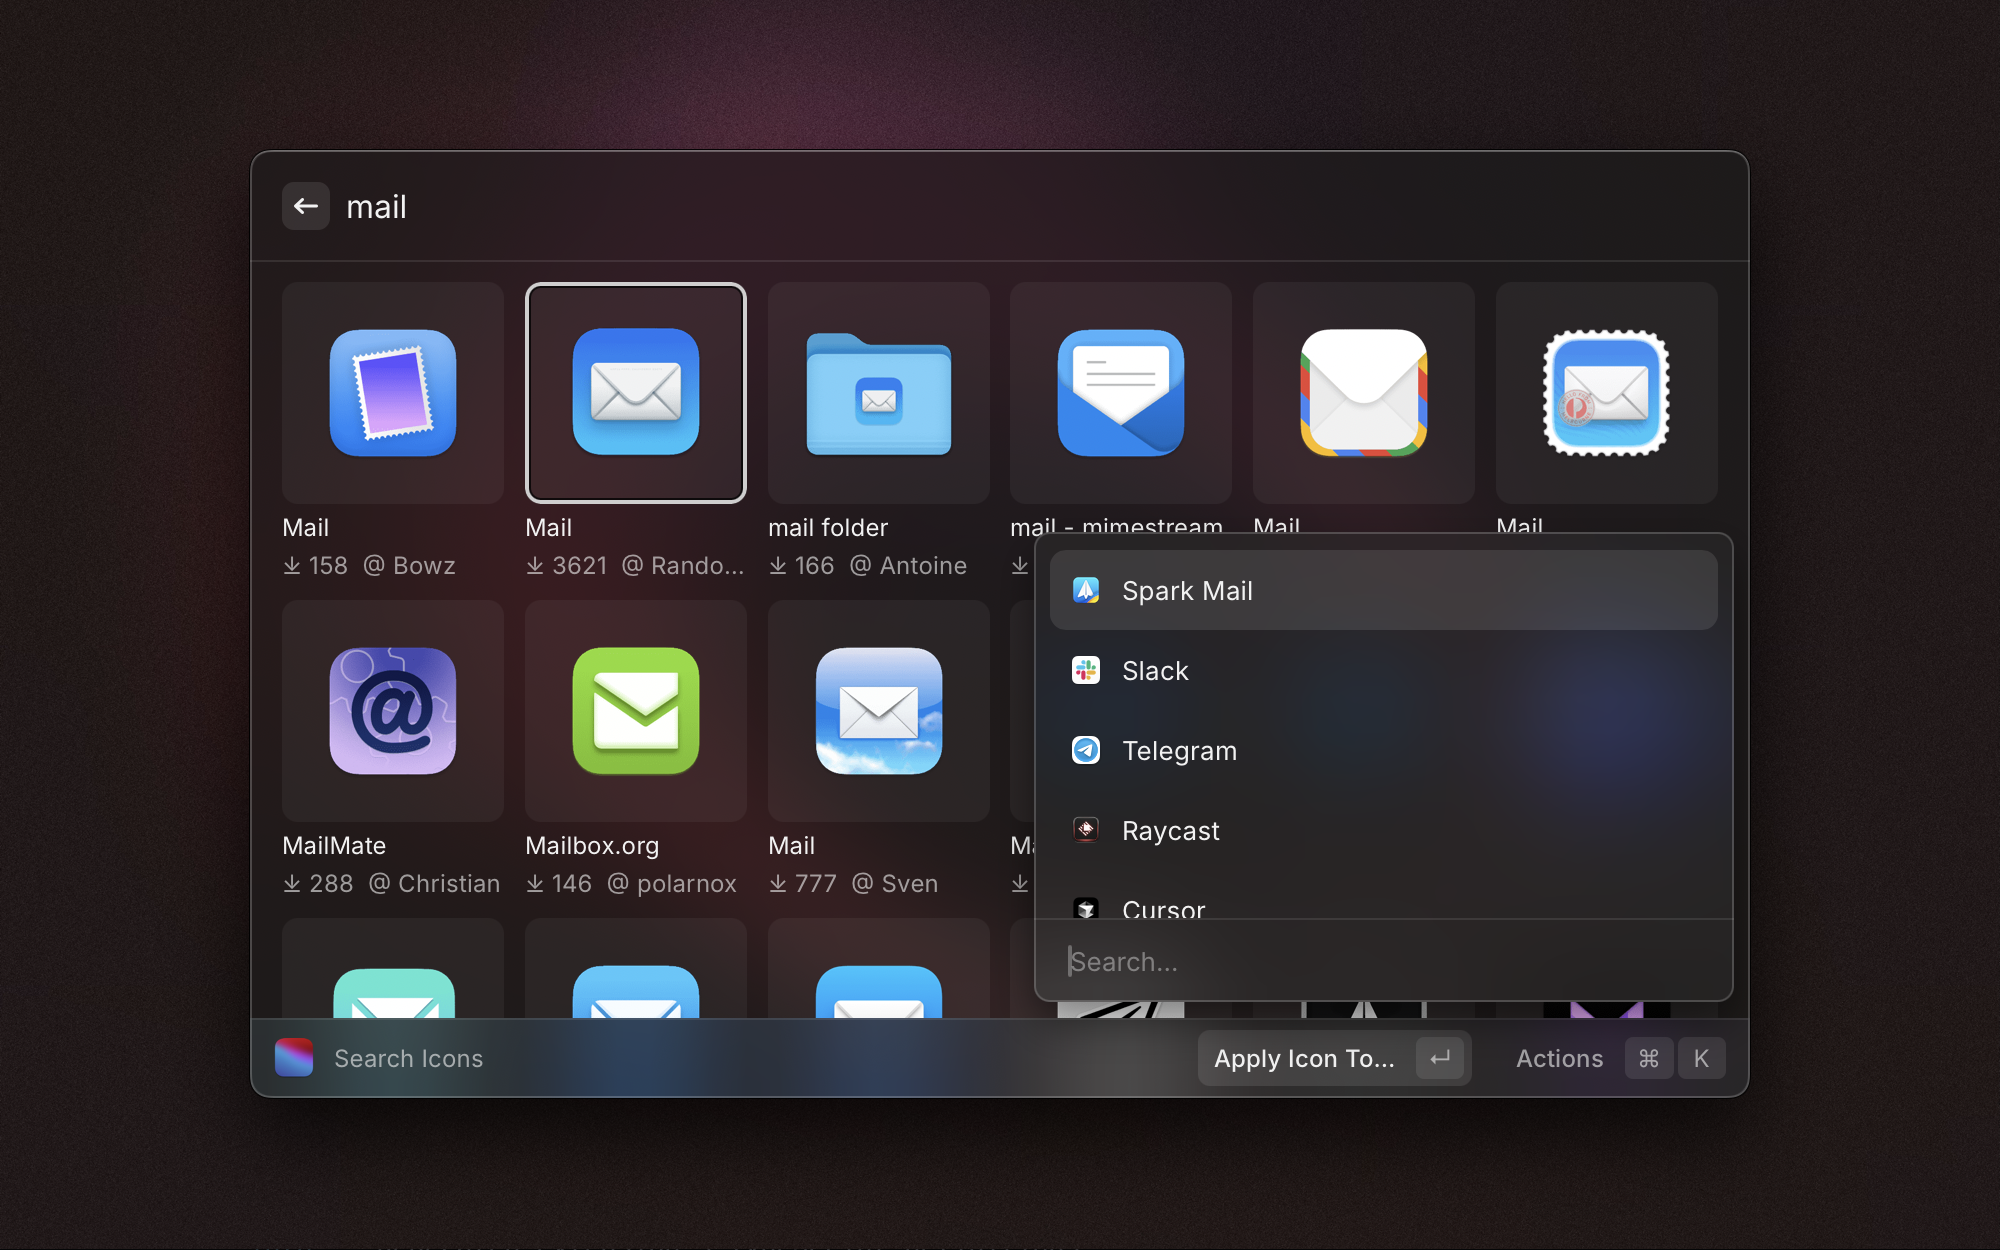 mail
Mail
Mail
mail folder
mail - mimestream
Mail
Mail
158 @ Bowz
3621 @ Rando...
166 @ Antoine
Spark Mail
Slack
Telegram
Raycast
Cursor
Search...
MailMate
Mailbox.org
Mail
288 @ Christian
146 @ polarnox
777 @ Sven
Search Icons
Apply Icon To...
Actions ⌘ K